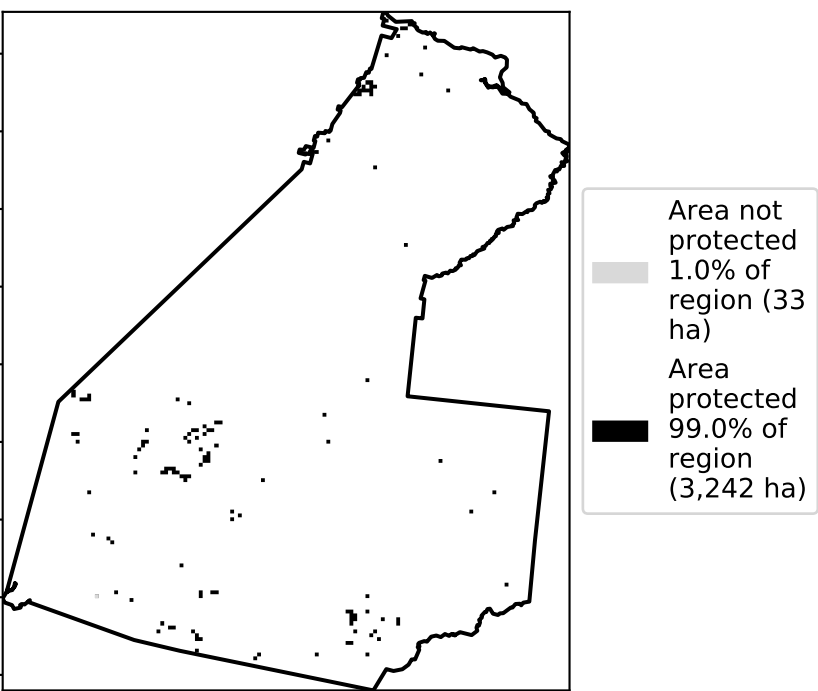 Area not
protected
1.0% of
region (33
ha)
Area
protected
99.0% of
region
(3,242 ha)